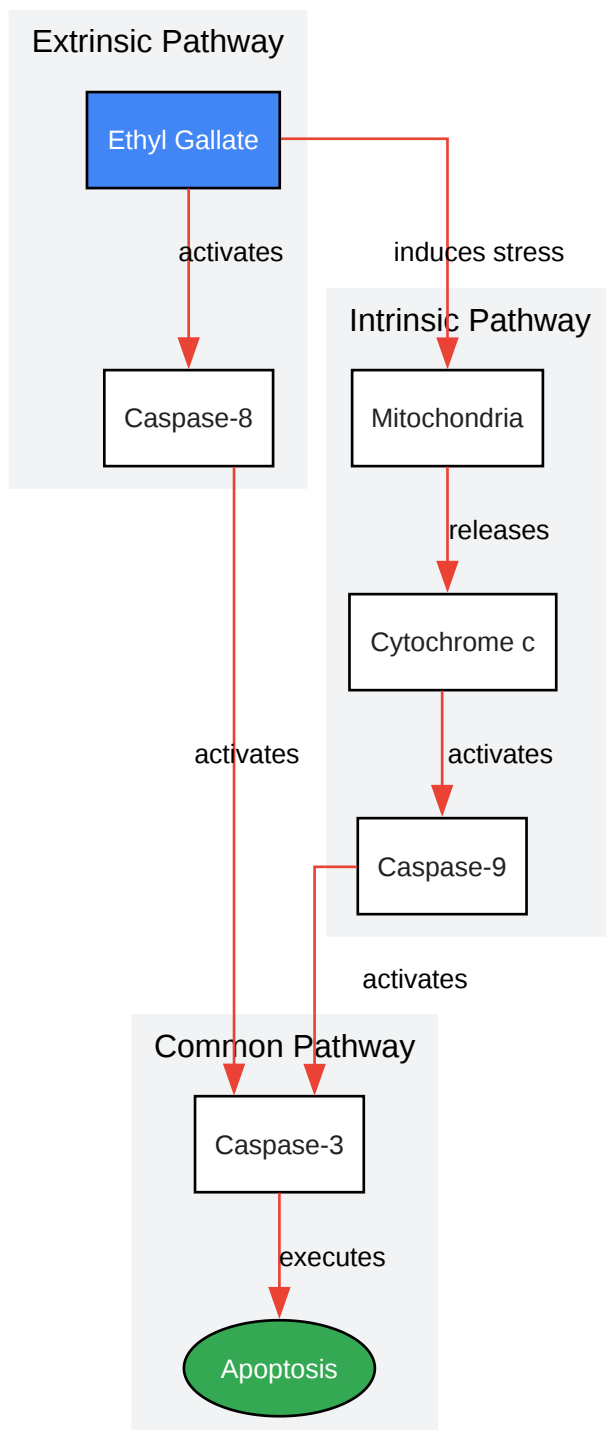 Extrinsic Pathway
Ethyl Gallate
activates
induces stress
Intrinsic Pathway
Caspase-8
Mitochondria
releases
Cytochrome c
activates
activates
Caspase-9
activates
Common Pathway
Caspase-3
executes
Apoptosis